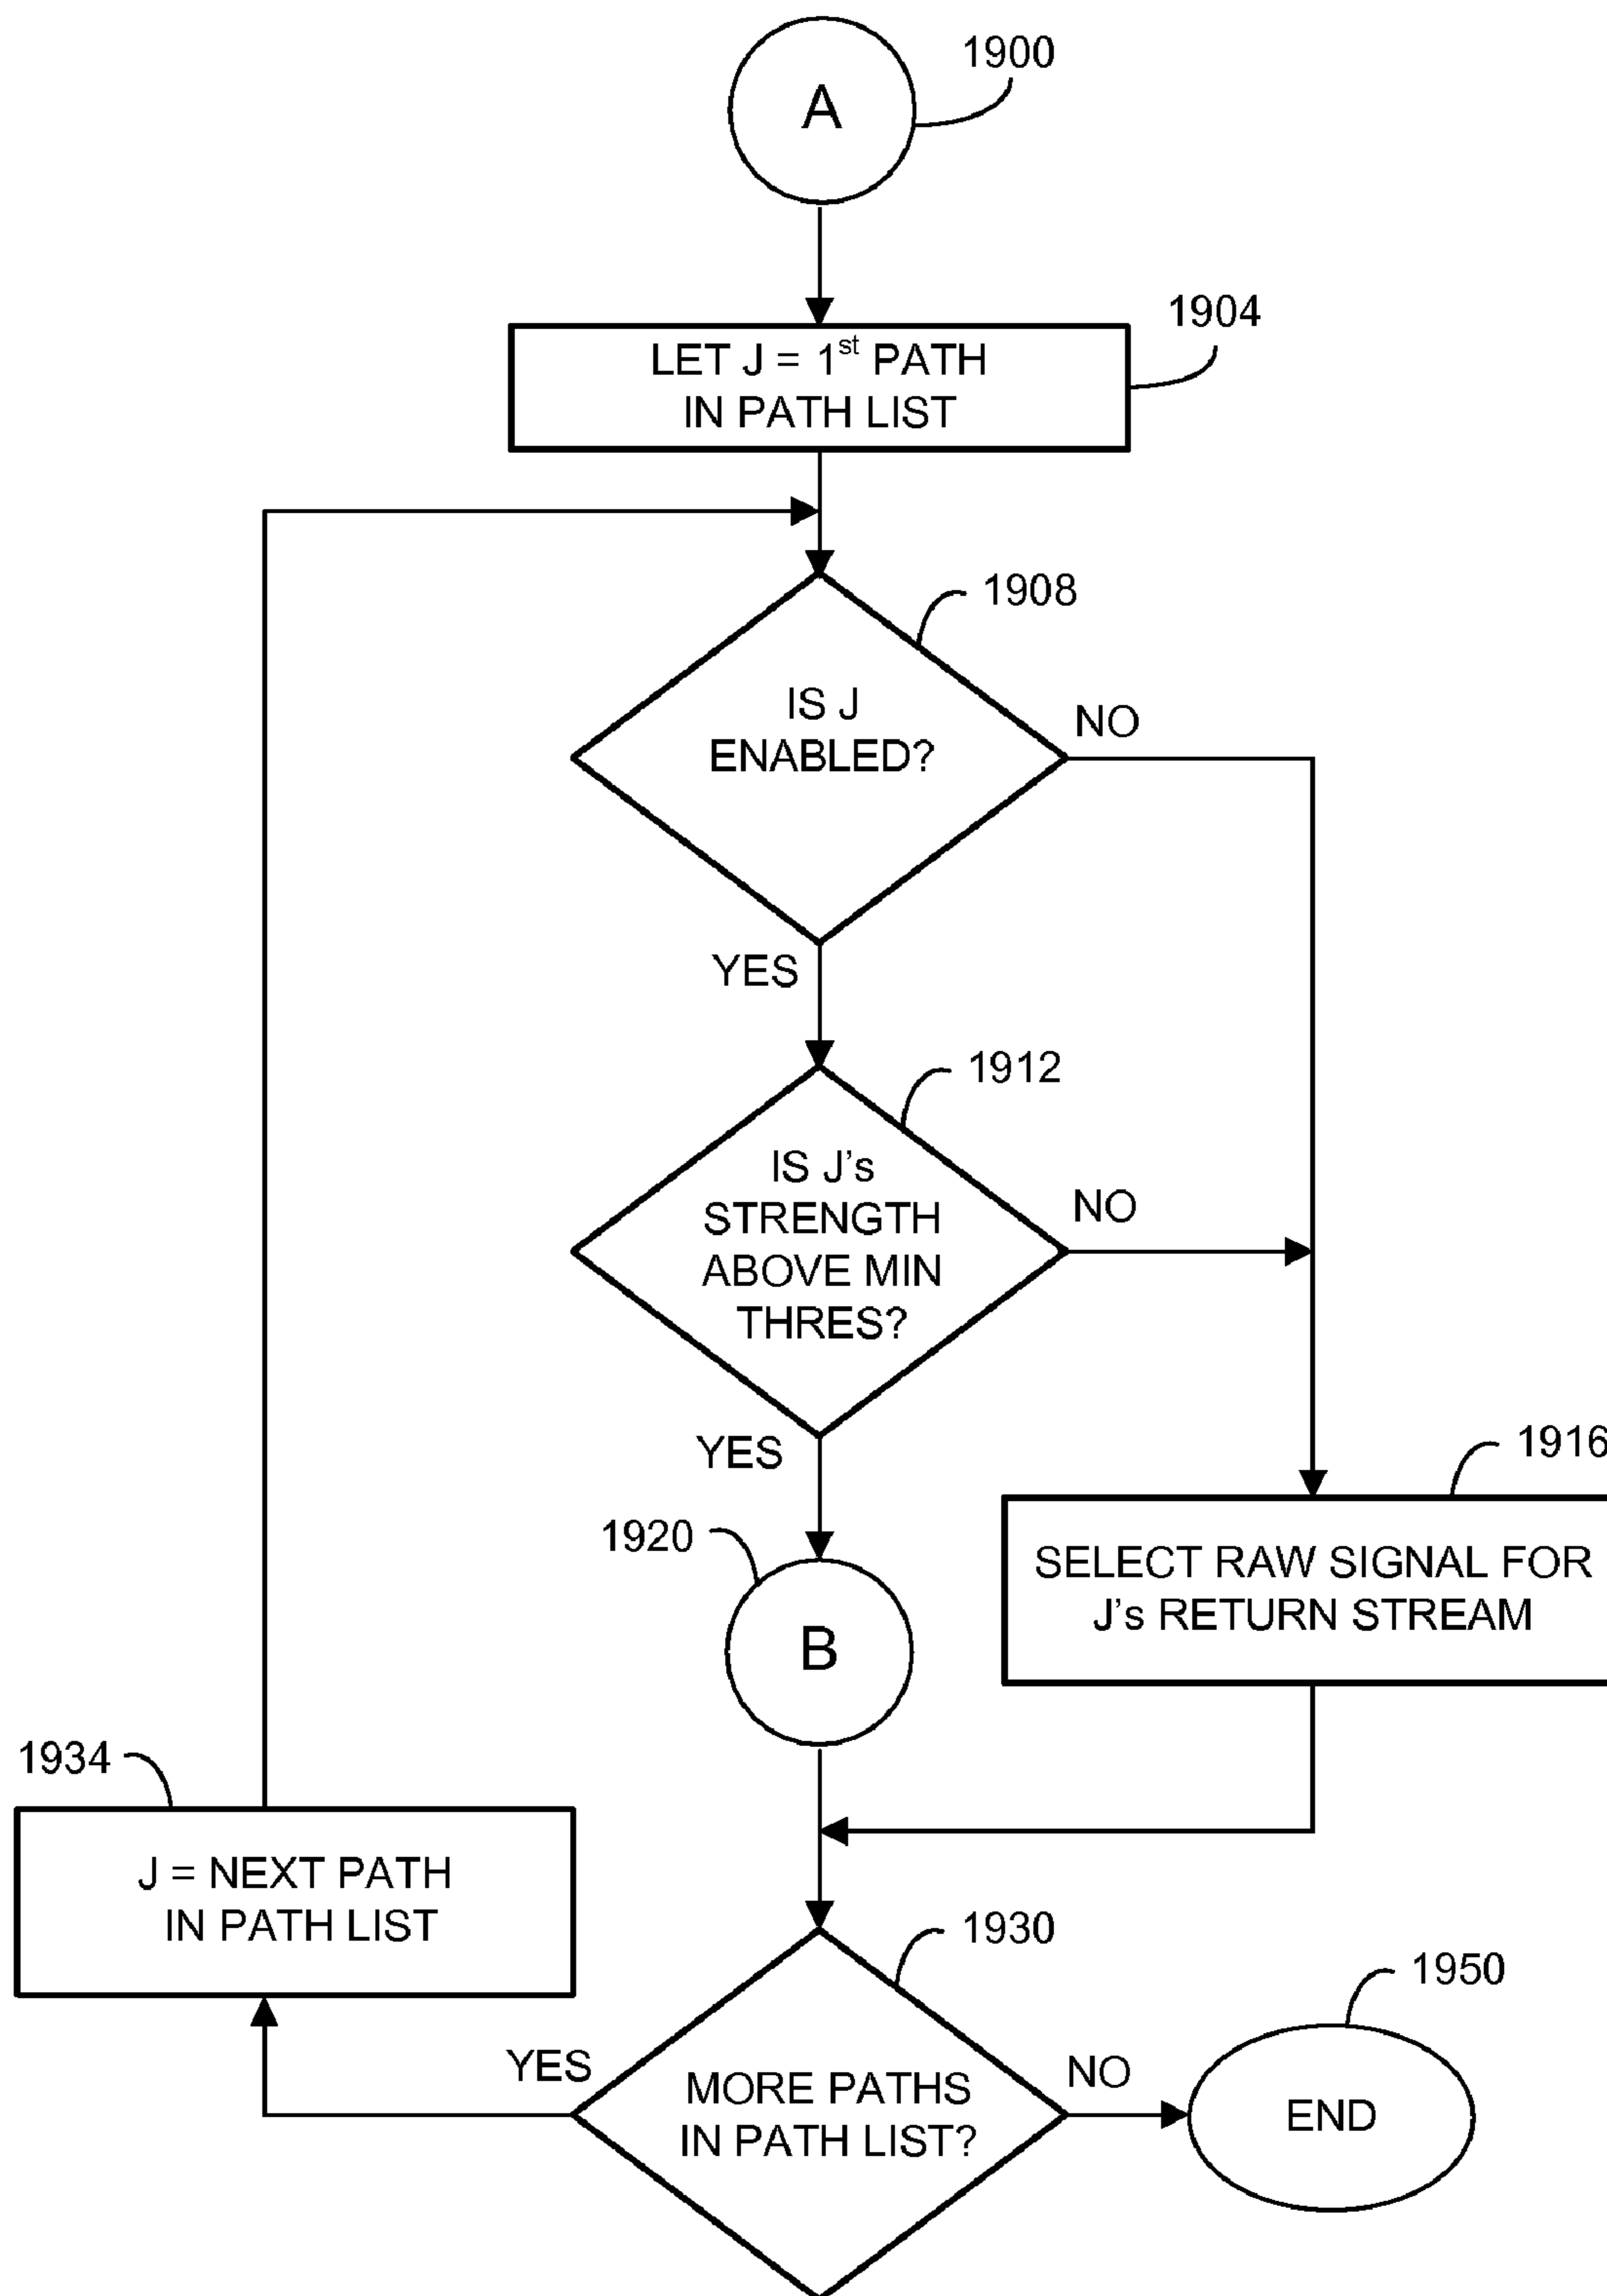 A
1900
1904
LET J = 1st PATH
IN PATH LIST
1908
IS J
ENABLED?
NO
YES
1912
IS J's
STRENGTH
ABOVE MIN
THRES?
NO
YES
1916
SELECT RAW SIGNAL FOR
J's RETURN STREAM
1920
B
1934
J = NEXT PATH
IN PATH LIST
1930
MORE PATHS
IN PATH LIST?
YES
NO
1950
END